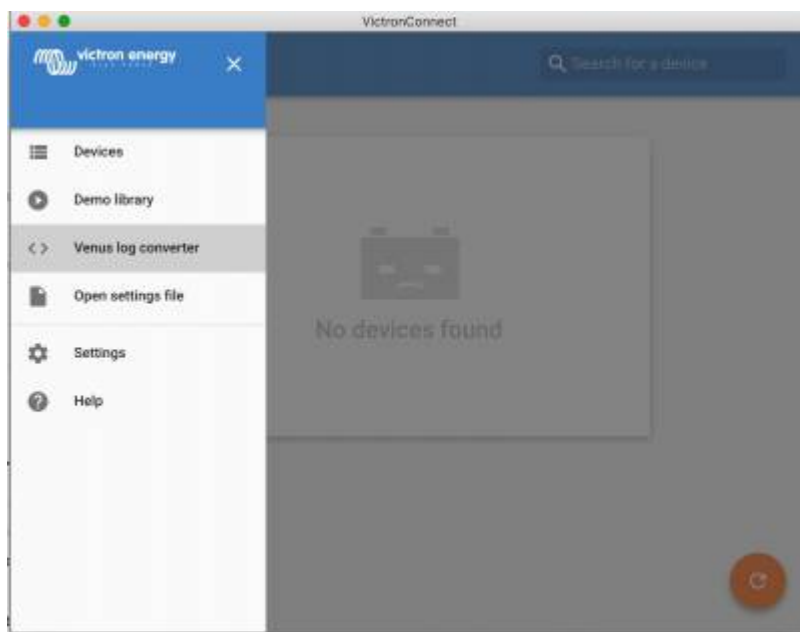 VictronConnect
victron energy
Search for a device
Devices
Demo library
Venus log converter
Open settings file
No devices found
Settings
Help